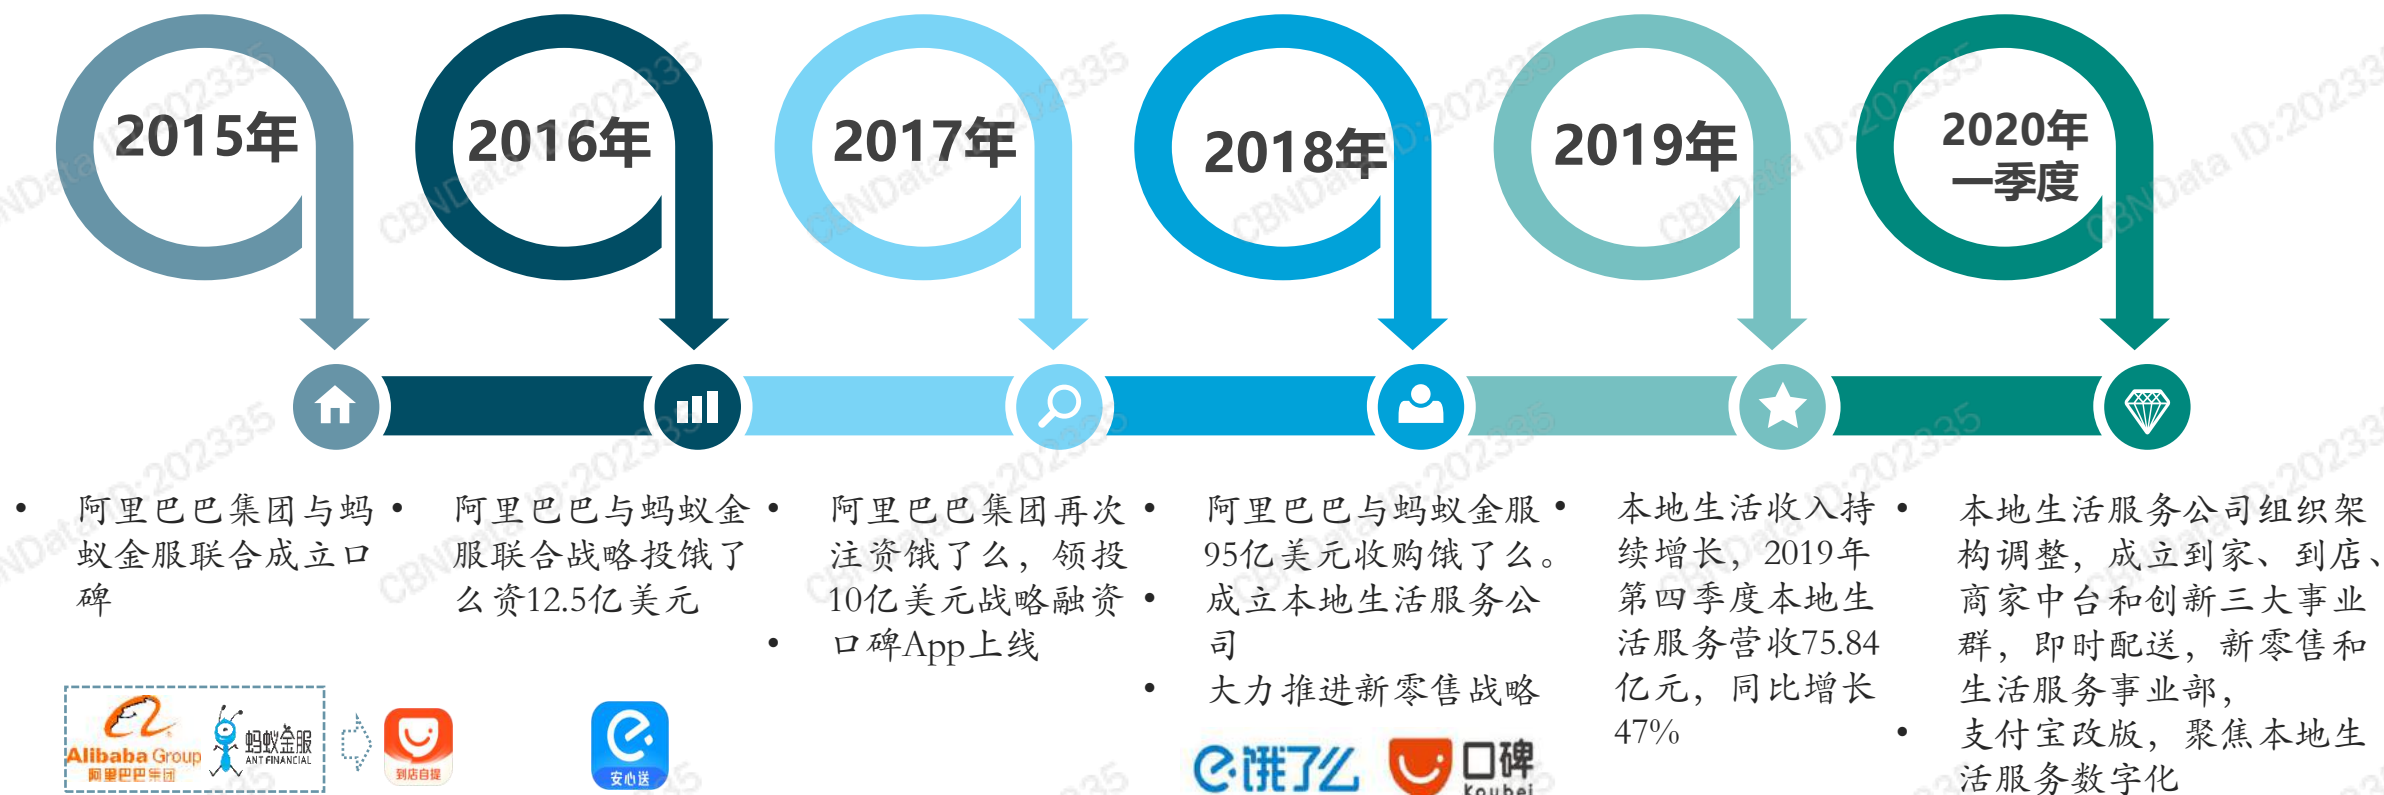 2015年
2016年
2017年
2018年
2019年
2020年
一季度
• 阿里巴巴集团与蚂
蚁金服联合成立口
碑
• 阿里巴巴与蚂蚁金
服联合战略投饿了
么资12.5亿美元
• 阿里巴巴集团再次
注资饿了么，领投
10亿美元战略融资
• 口碑App上线
• 阿里巴巴与蚂蚁金服
95亿美元收购饿了么。
• 成立本地生活服务公
司
• 大力推进新零售战略
• 本地生活收入持
续增长，2019年
第四季度本地生
活服务营收75.84
亿元，同比增长
47%
• 本地生活服务公司组织架
构调整，成立到家、到店、
商家中台和创新三大事业
群，即时配送，新零售和
生活服务事业部，
• 支付宝改版，聚焦本地生
活服务数字化
Alibaba Group
阿里巴巴集团
蚂蚁金服
ANT FINANCIAL
到店自提
安心送
饿了么
口碑
Koubei
CBNData ID:202335